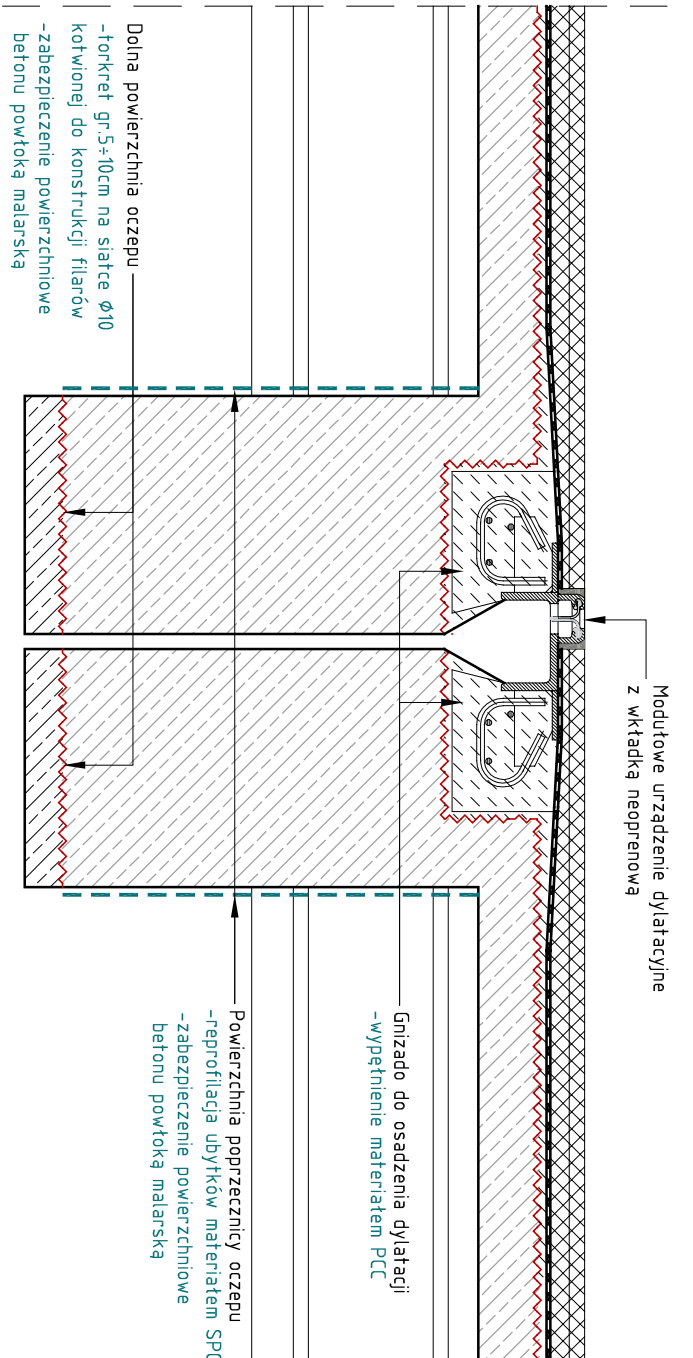 Modułowe urządzenie dylatacyjne
z wkładką neoprenową
Dolna powierzchnia oczepu
-torkret gr.5÷10cm na siatce Ø10
kotwionej do konstrukcji filarów
-zabezpieczenie powierzchniowe
betonu powłoką malarską
Gnizado do osadzenia dylatacji
-wypełnienie materiałem PCC
Powierzchnia poprzecznicy oczepu
-reprofilacja ubytków materiałem SPC
-zabezpieczenie powierzchniowe
betonu powłoką malarską